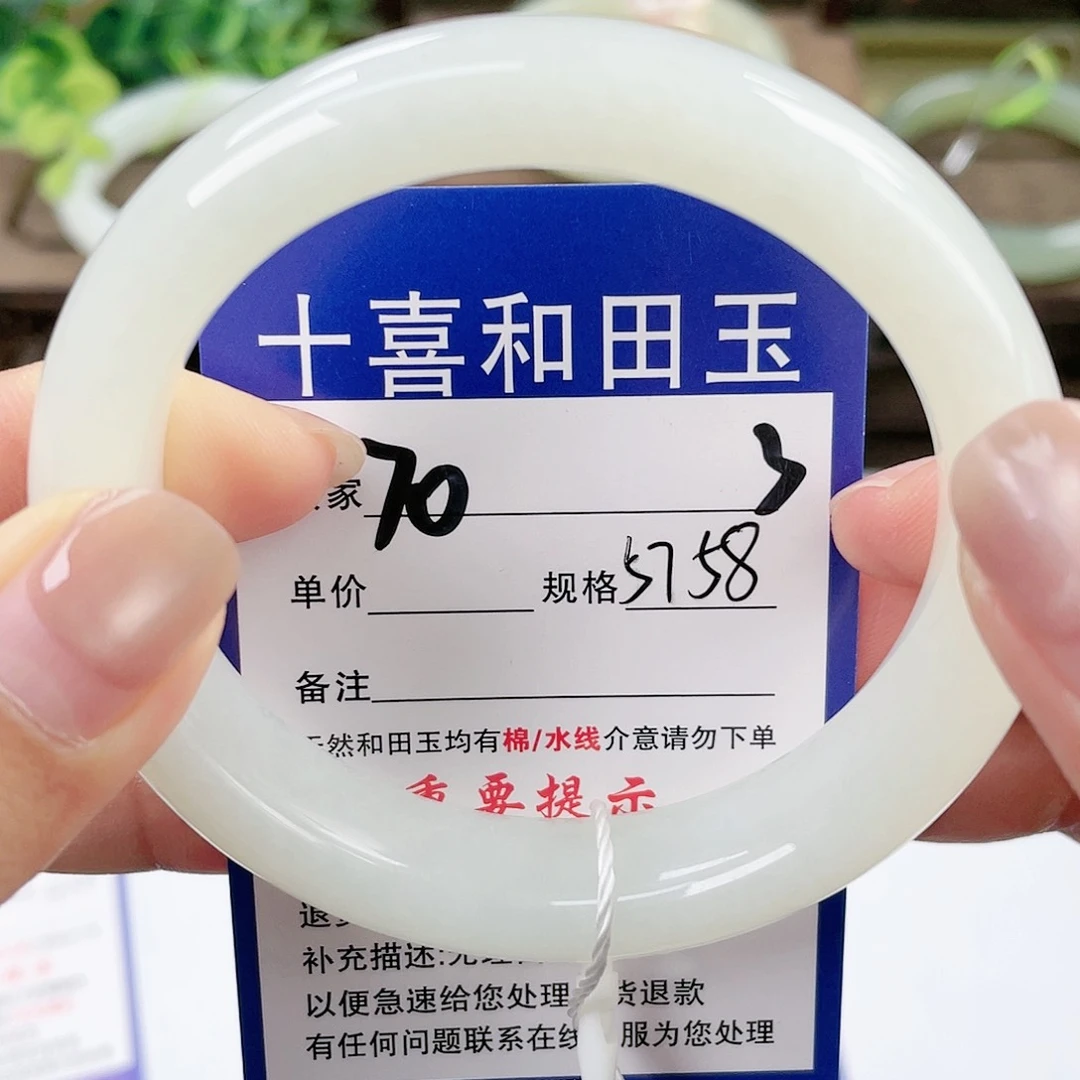 十喜和田玉
家 70
单价 规格 5758
备注
天然和田玉均有棉/水线介意请勿下单
重要提示
补充描述:
以便急速给您处理 货退款
有任何问题联系在线 服为您处理